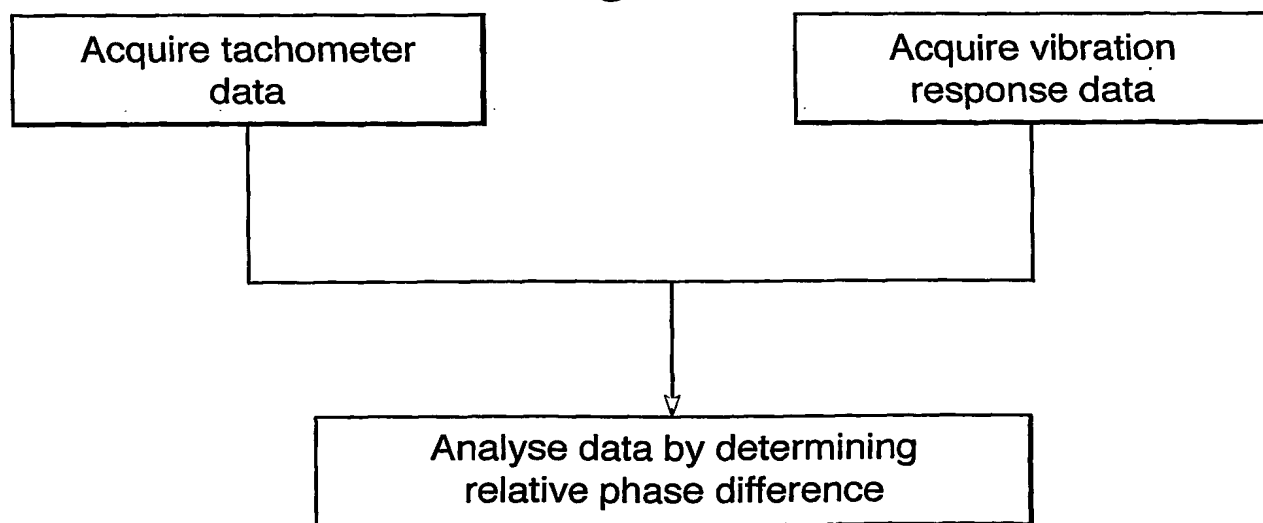 Acquire tachometer
data
Acquire vibration
response data
Analyse data by determining
relative phase difference